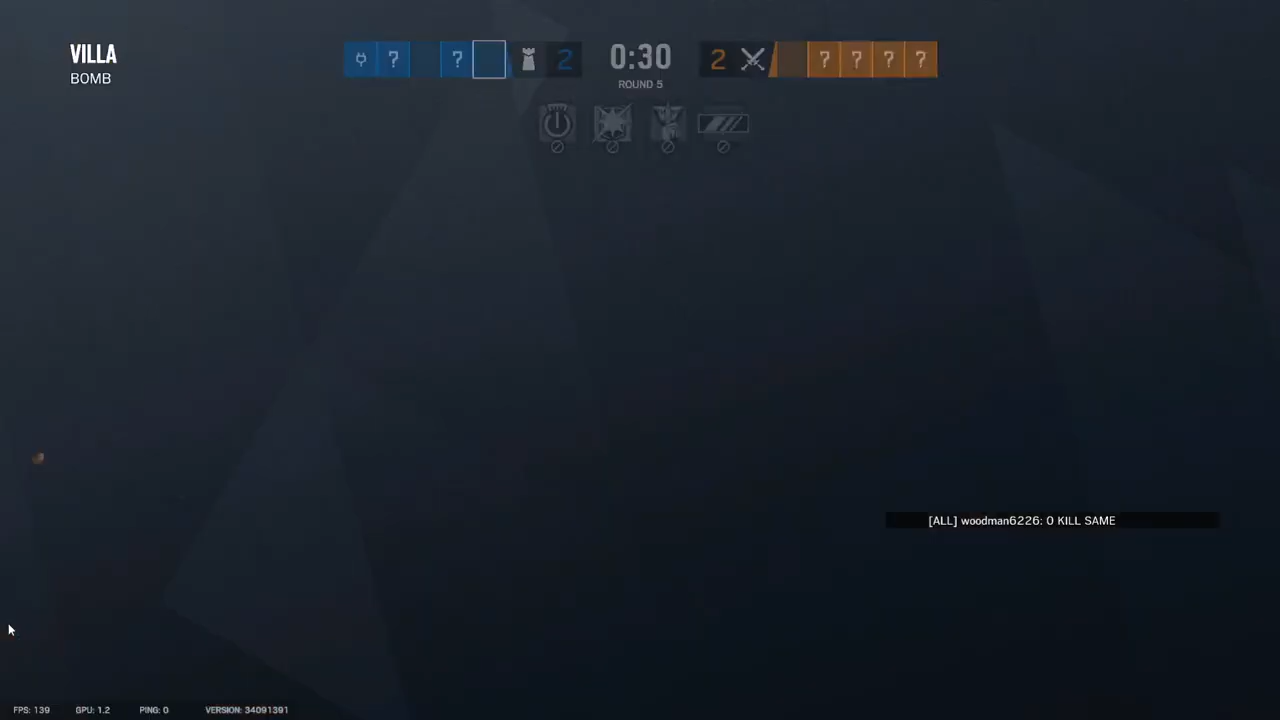 VILLA
BOMB
? ? 2 0:30 2 ? ? ? ?
ROUND 5
[ALL] woodman6226: 0 KILL SAME
FPS: 139 GPU: 1.2 PING: 0 VERSION: 34091391